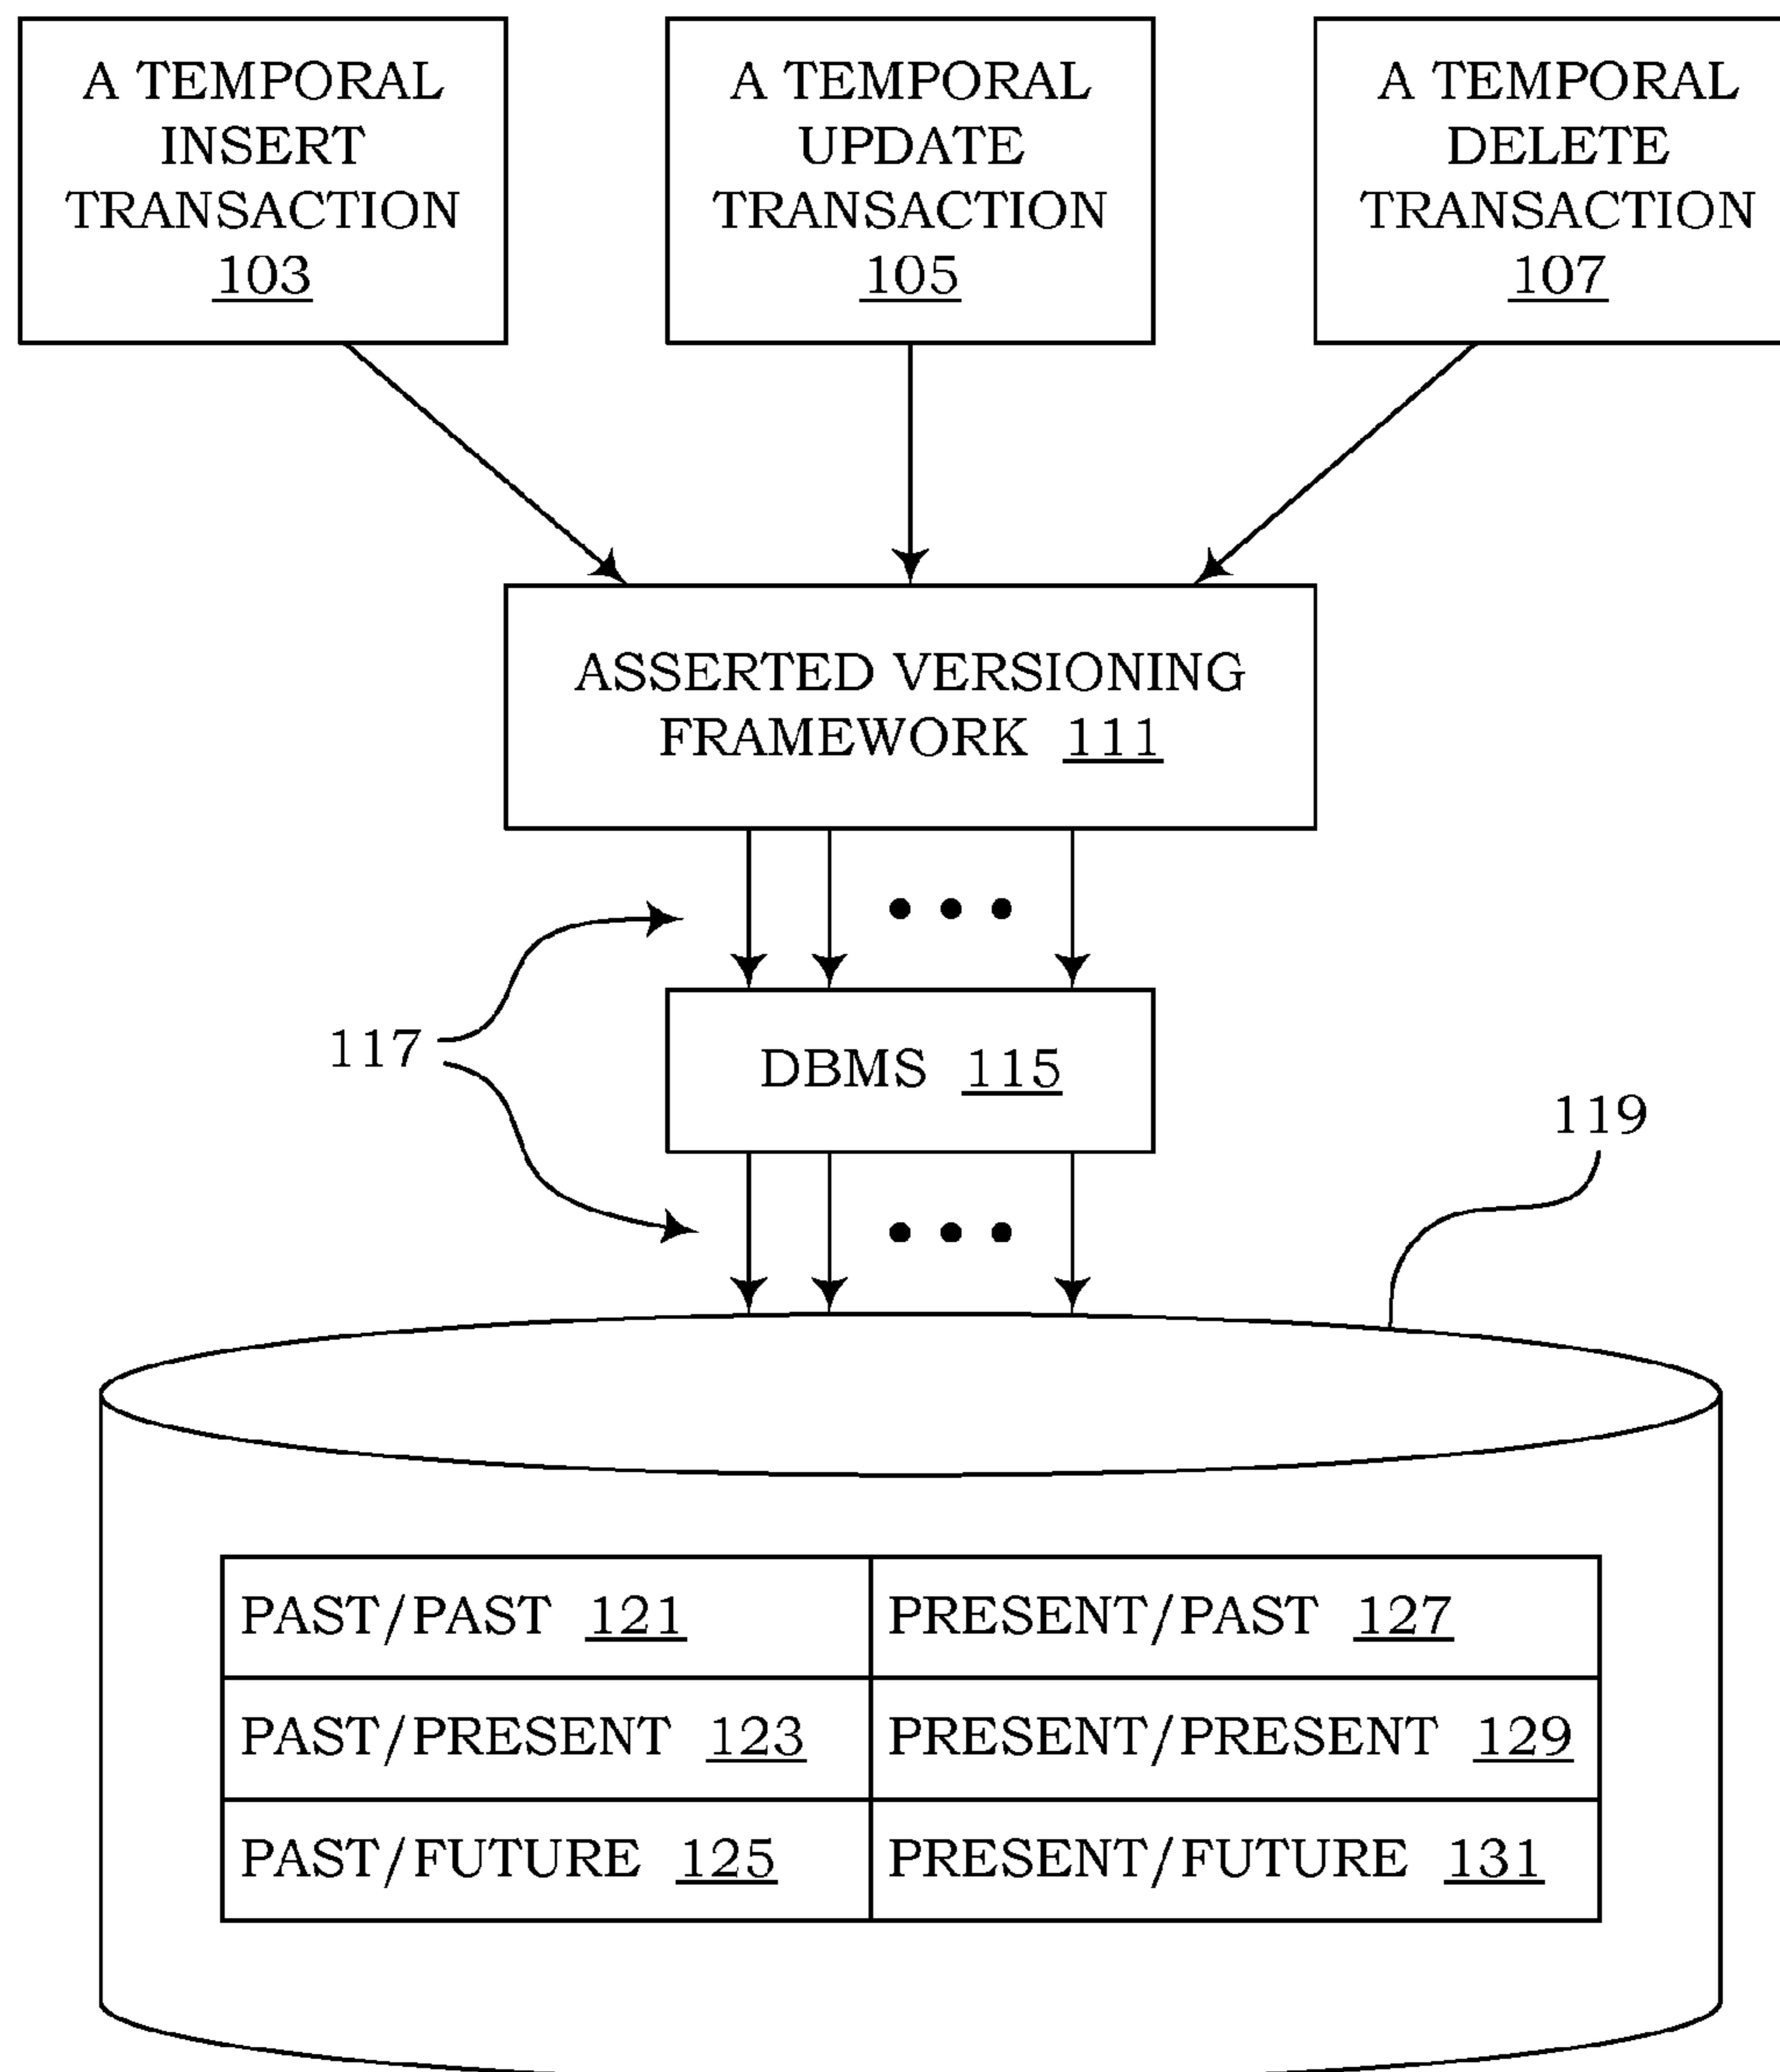 A TEMPORAL
INSERT
TRANSACTION
103
A TEMPORAL
UPDATE
TRANSACTION
105
A TEMPORAL
DELETE
TRANSACTION
107
ASSERTED VERSIONING
FRAMEWORK 111
117
DBMS 115
119
PAST/PAST 121
PRESENT/PAST 127
PAST/PRESENT 123
PRESENT/PRESENT 129
PAST/FUTURE 125
PRESENT/FUTURE 131